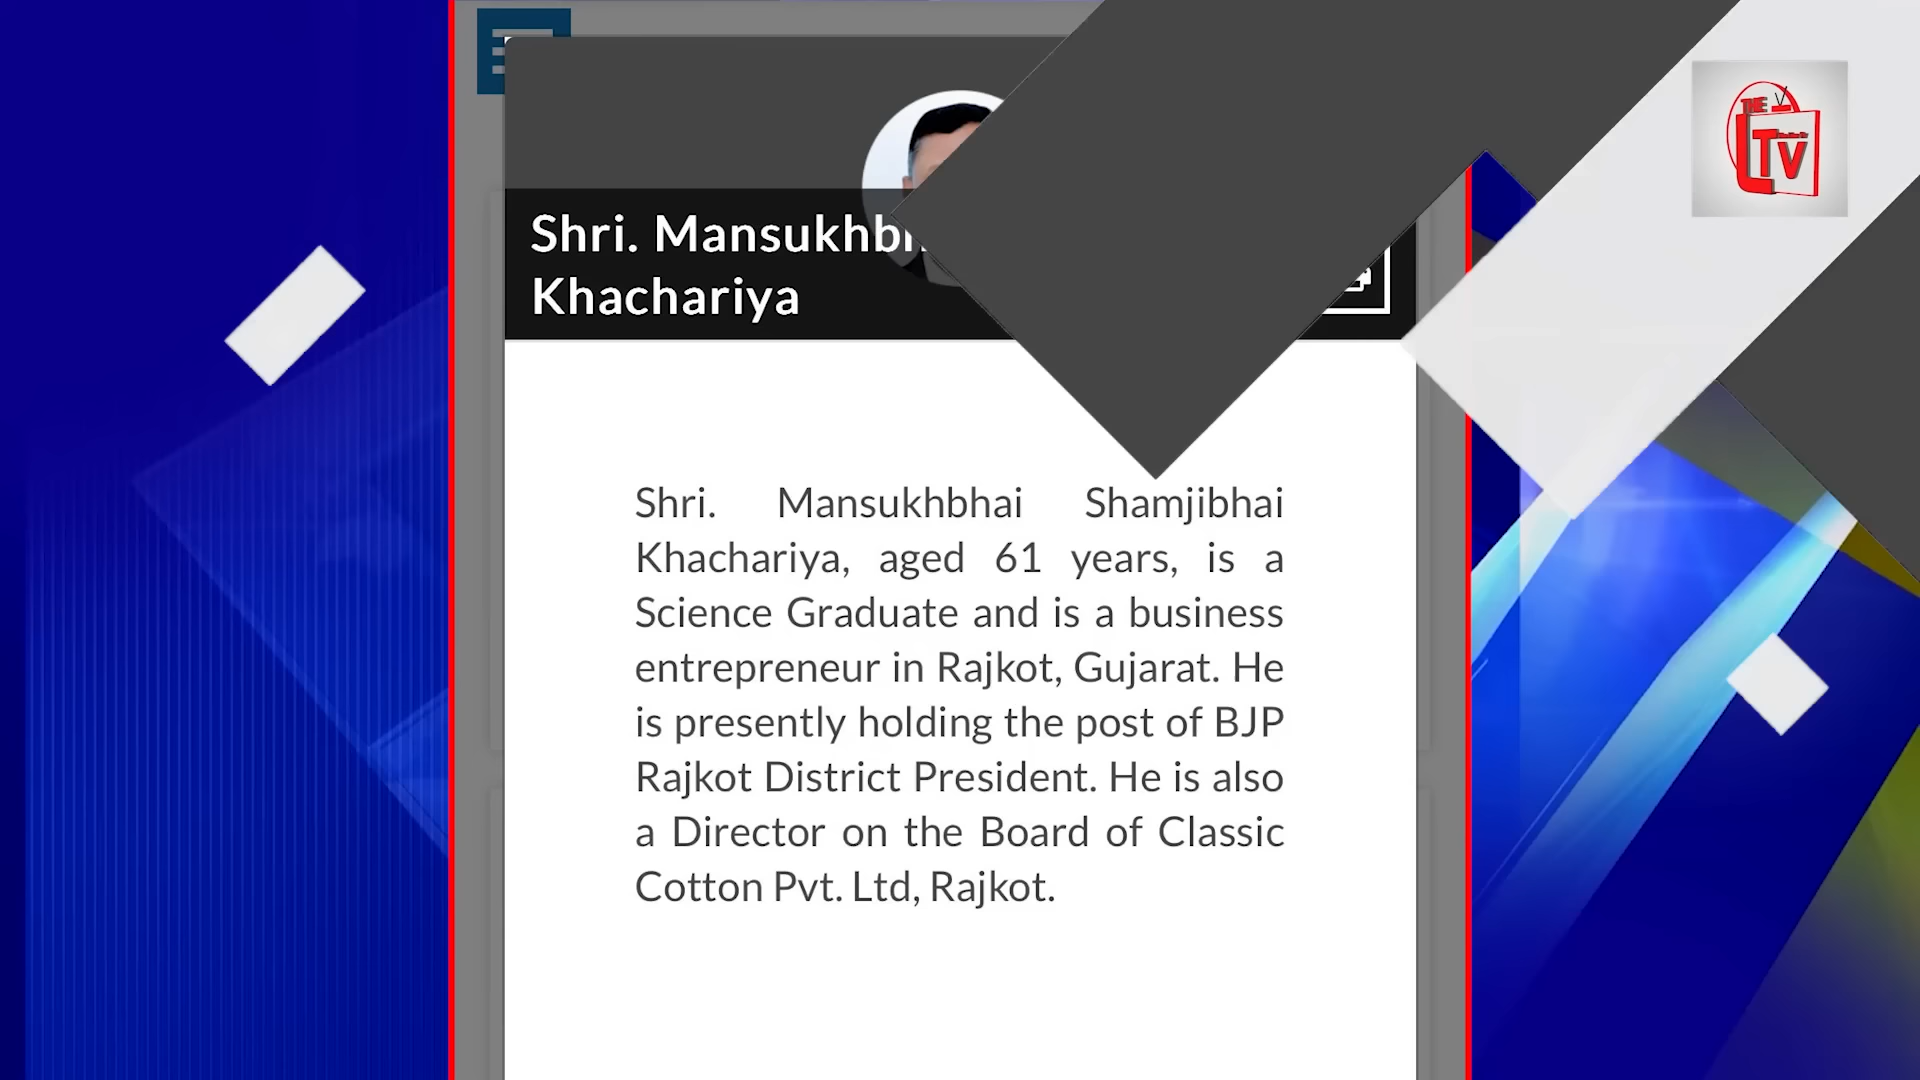 THE
LTV
Shri. Mansukhbh
Khachariya
Shri. Mansukhbhai Shamjibhai
Khachariya, aged 61 years, is a
Science Graduate and is a business
entrepreneur in Rajkot, Gujarat. He
is presently holding the post of BJP
Rajkot District President. He is also
a Director on the Board of Classic
Cotton Pvt. Ltd, Rajkot.